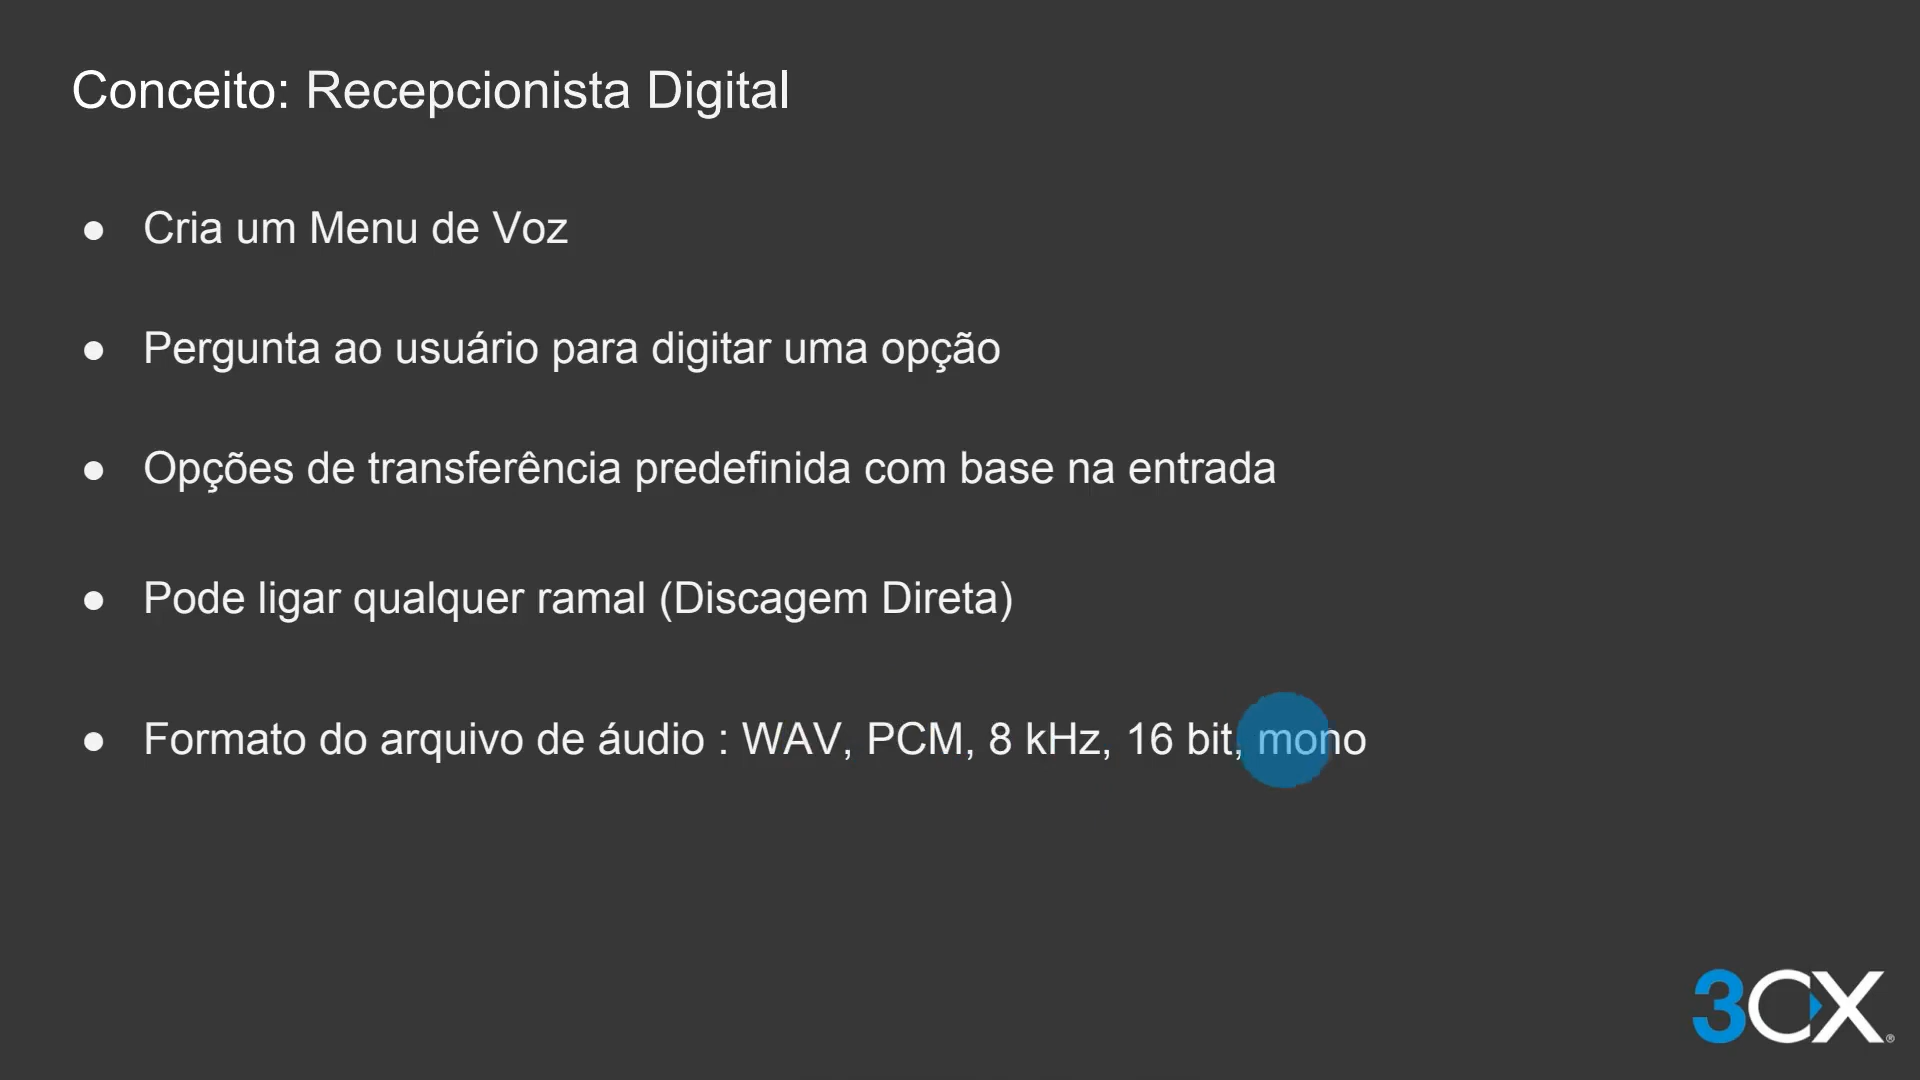 Conceito: Recepcionista Digital
● Cria um Menu de Voz
● Pergunta ao usuário para digitar uma opção
● Opções de transferência predefinida com base na entrada
● Pode ligar qualquer ramal (Discagem Direta)
● Formato do arquivo de áudio : WAV, PCM, 8 kHz, 16 bit, mono
3CX®